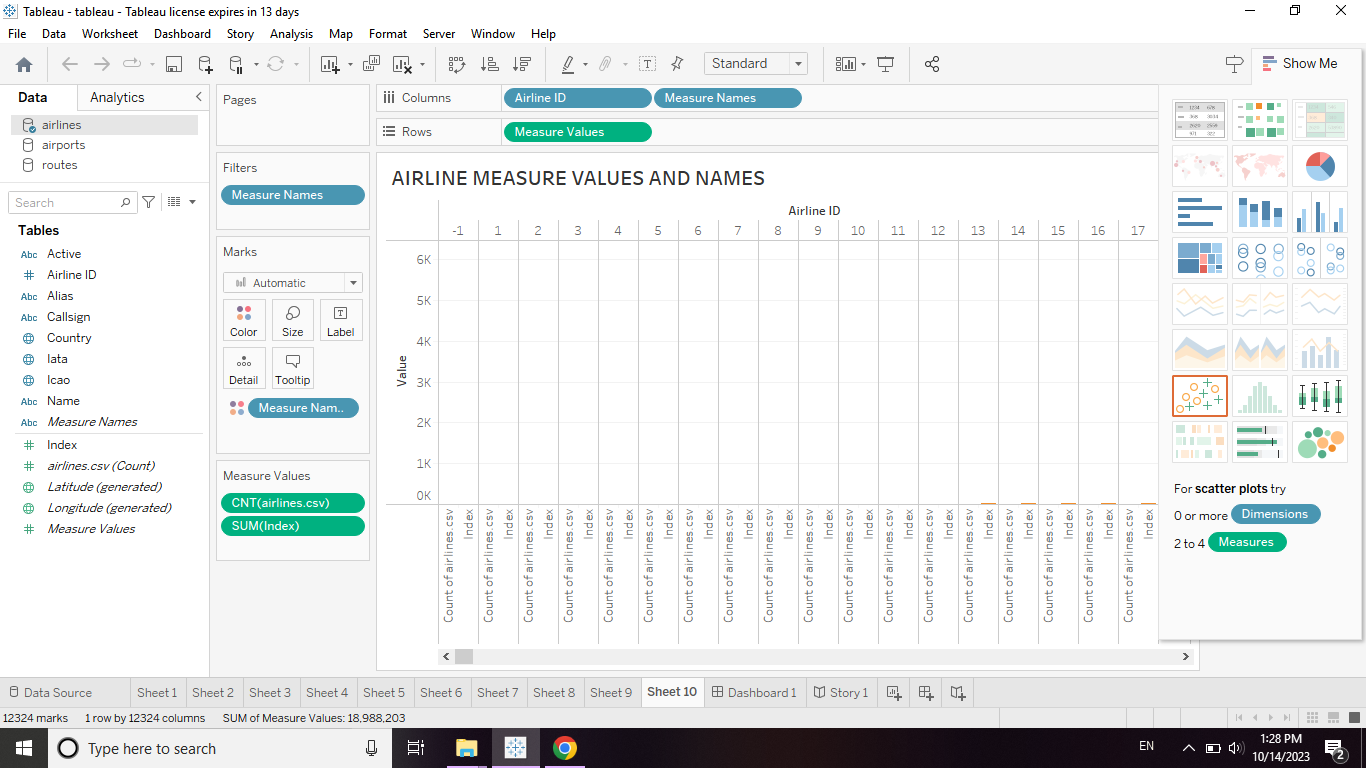 Tableau - tableau - Tableau license expires in 13 days
File Data Worksheet Dashboard Story Analysis Map Format Server Window Help
Standard
Show Me
Data Analytics
airlines
airports
routes
Search
Tables
Abc Active
Airline ID
Abc Alias
Abc Callsign
Country
Iata
Icao
Abc Name
Abc Measure Names
Index
airlines.csv (Count)
Latitude (generated)
Longitude (generated)
Measure Values
Pages
Filters
Measure Names
Marks
Automatic
Color Size Label
Detail Tooltip
Measure Nam..
Measure Values
CNT(airlines.csv)
SUM(Index)
Columns Airline ID Measure Names
Rows Measure Values
AIRLINE MEASURE VALUES AND NAMES
Airline ID
-1 1 2 3 4 5 6 7 8 9 10 11 12 13 14 15 16 17
6K
5K
4K
3K
2K
1K
0K
Value
Count of airlines.csv
Index
Count of airlines.csv
Index
Count of airlines.csv
Index
Count of airlines.csv
Index
Count of airlines.csv
Index
Count of airlines.csv
Index
Count of airlines.csv
Index
Count of airlines.csv
Index
Count of airlines.csv
Index
Count of airlines.csv
Index
Count of airlines.csv
Index
Count of airlines.csv
Index
Count of airlines.csv
Index
Count of airlines.csv
Index
Count of airlines.csv
Index
Count of airlines.csv
Index
Count of airlines.csv
Index
Count of airlines.csv
Index
For scatter plots try
0 or more Dimensions
2 to 4 Measures
Data Source Sheet 1 Sheet 2 Sheet 3 Sheet 4 Sheet 5 Sheet 6 Sheet 7 Sheet 8 Sheet 9 Sheet 10 Dashboard 1 Story 1
12324 marks 1 row by 12324 columns SUM of Measure Values: 18,988,203
Type here to search
EN
1:28 PM
10/14/2023
2